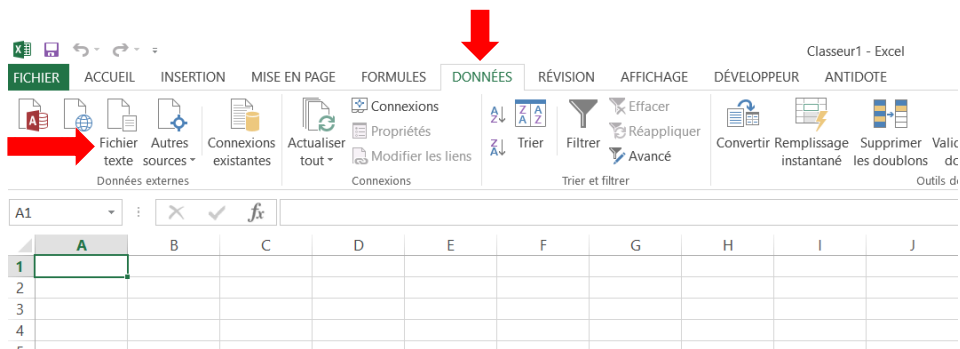 Classeur1 - Excel
FICHIER ACCUEIL INSERTION MISE EN PAGE FORMULES DONNÉES RÉVISION AFFICHAGE DÉVELOPPEUR ANTIDOTE
Connexions Effacer
Propriétés Réappliquer
Fichier Autres Connexions Actualiser Trier Filtrer Convertir Remplissage Supprimer
texte sources existantes tout Modifier les liens Avancé instantané les doublons
Données externes Connexions Trier et filtrer
A1 fx
A B C D E F G H I J
1
2
3
4